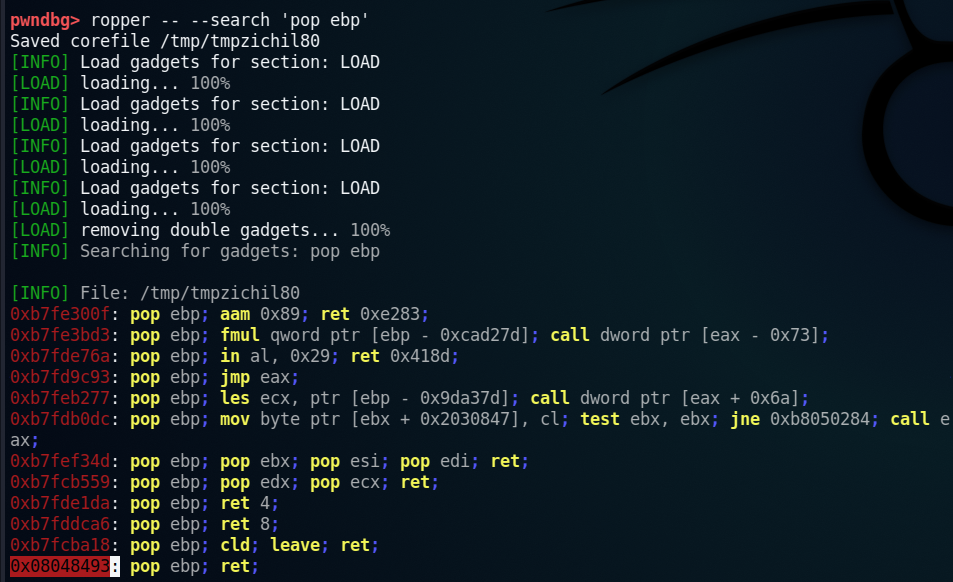 pwndbg> ropper -- --search 'pop ebp'
Saved corefile /tmp/tmpzichil80
[INFO] Load gadgets for section: LOAD
[LOAD] loading... 100%
[INFO] Load gadgets for section: LOAD
[LOAD] loading... 100%
[INFO] Load gadgets for section: LOAD
[LOAD] loading... 100%
[INFO] Load gadgets for section: LOAD
[LOAD] loading... 100%
[LOAD] removing double gadgets... 100%
[INFO] Searching for gadgets: pop ebp
[INFO] File: /tmp/tmpzichil80
0xb7fe300f: pop ebp; aam 0x89; ret 0xe283;
0xb7fe3bd3: pop ebp; fmul qword ptr [ebp - 0xcad27d]; call dword ptr [eax - 0x73];
0xb7fde76a: pop ebp; in al, 0x29; ret 0x418d;
0xb7fd9c93: pop ebp; jmp eax;
0xb7feb277: pop ebp; les ecx, ptr [ebp - 0x9da37d]; call dword ptr [eax + 0x6a];
0xb7fdb0dc: pop ebp; mov byte ptr [ebx + 0x2030847], cl; test ebx, ebx; jne 0xb8050284; call e
ax;
0xb7fef34d: pop ebp; pop ebx; pop esi; pop edi; ret;
0xb7fcb559: pop ebp; pop edx; pop ecx; ret;
0xb7fde1da: pop ebp; ret 4;
0xb7fddca6: pop ebp; ret 8;
0xb7fcba18: pop ebp; cld; leave; ret;
0x08048493: pop ebp; ret;